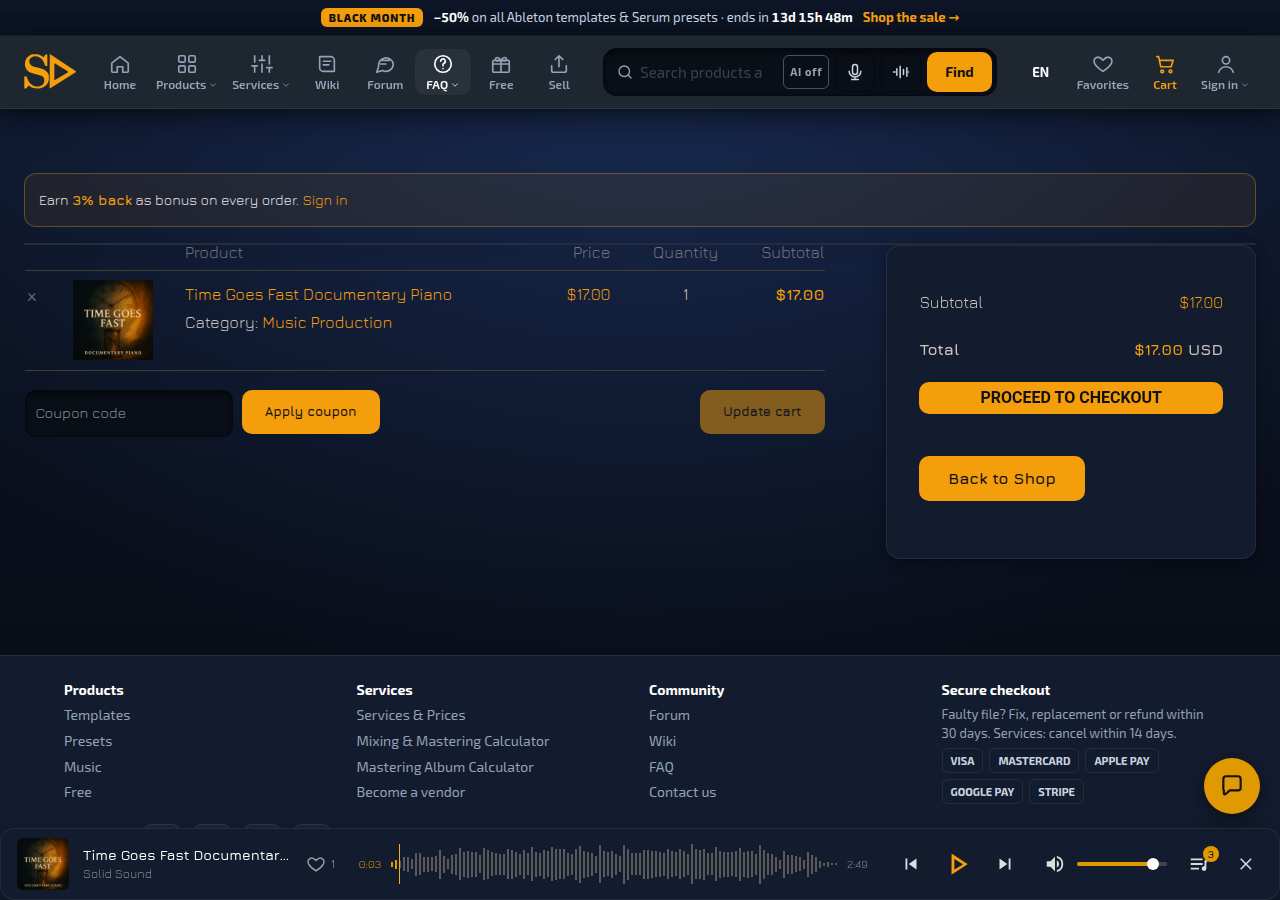 BLACK MONTH −50% on all Ableton templates & Serum presets · ends in 13d 15h 48m Shop the sale →
SD
Home
Products
Services
Wiki
Forum
FAQ
Free
Sell
Search products a
AI off
Find
EN
Favorites
Cart
Sign in
Earn 3% back as bonus on every order. Sign in
Product Price Quantity Subtotal
× TIME GOES FAST DOCUMENTARY PIANO
Time Goes Fast Documentary Piano $17.00 1 $17.00
Category: Music Production
Coupon code Apply coupon Update cart
Subtotal $17.00
Total $17.00 USD
PROCEED TO CHECKOUT
Back to Shop
Products
Templates
Presets
Music
Free
Services
Services & Prices
Mixing & Mastering Calculator
Mastering Album Calculator
Become a vendor
Community
Forum
Wiki
FAQ
Contact us
Secure checkout
Faulty file? Fix, replacement or refund within
30 days. Services: cancel within 14 days.
VISA MASTERCARD APPLE PAY
GOOGLE PAY STRIPE
TIME GOES FAST DOCUMENTARY PIANO
Time Goes Fast Documentar...
Solid Sound
1
0:03
2:49
3